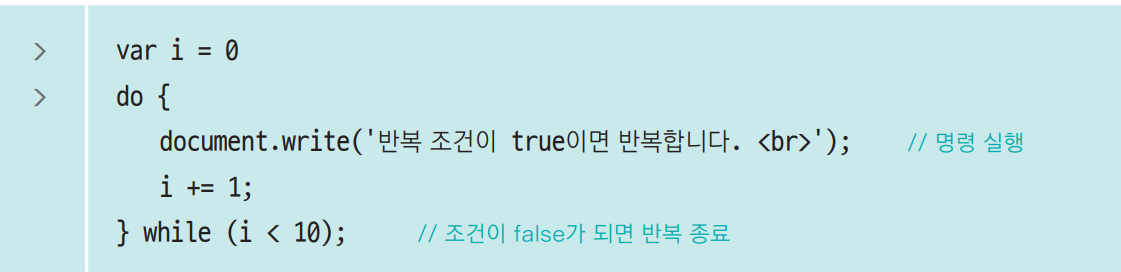 > var i = 0
> do {
document.write('반복 조건이 true이면 반복합니다. <br>'); // 명령 실행
i += 1;
} while (i < 10); // 조건이 false가 되면 반복 종료